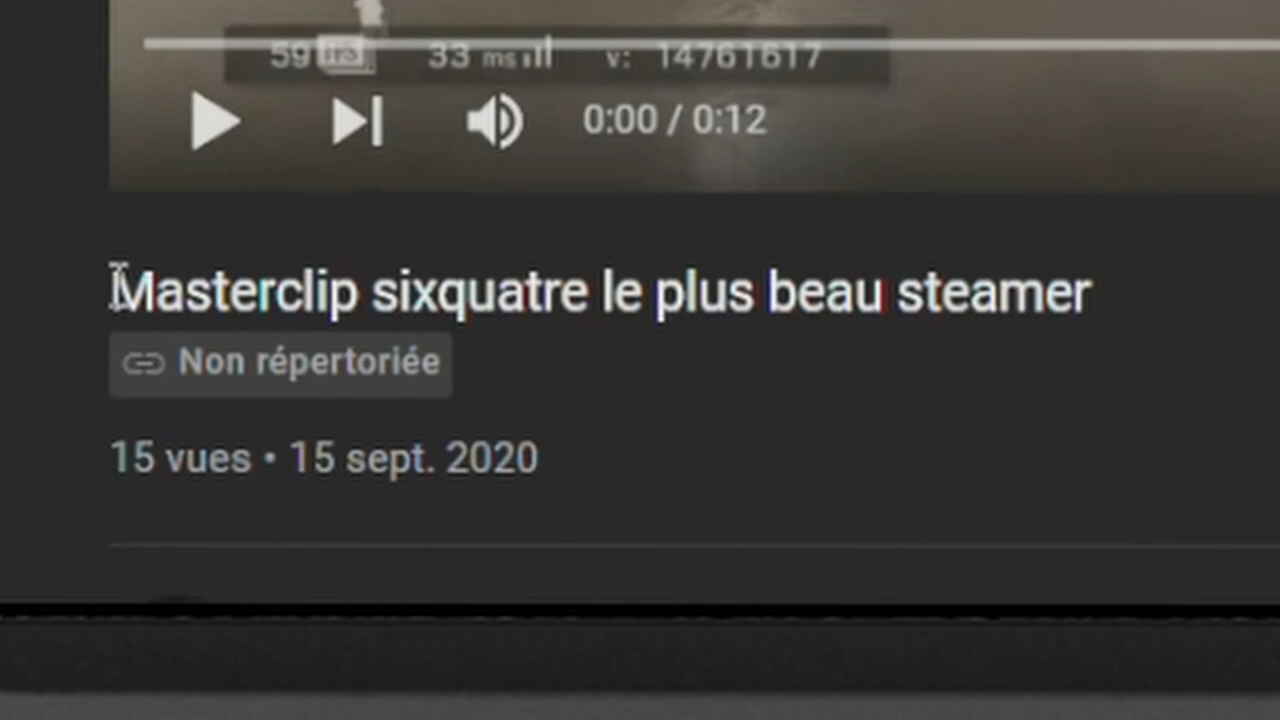 59 FPS 33 ms v: 14761617
0:00 / 0:12
Masterclip sixquatre le plus beau steamer
Non répertoriée
15 vues • 15 sept. 2020